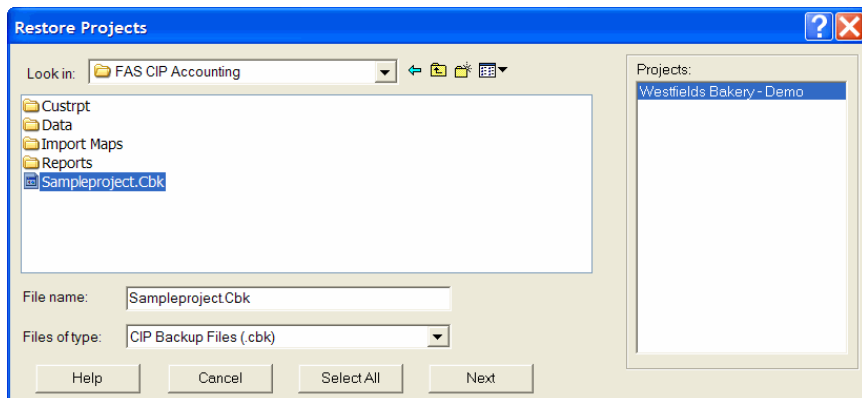 Restore Projects
Look in: FAS CIP Accounting
Projects:
Westfields Bakery - Demo
Custrpt
Data
Import Maps
Reports
Sampleproject.Cbk
File name: Sampleproject.Cbk
Files of type: CIP Backup Files (.cbk)
Help Cancel Select All Next